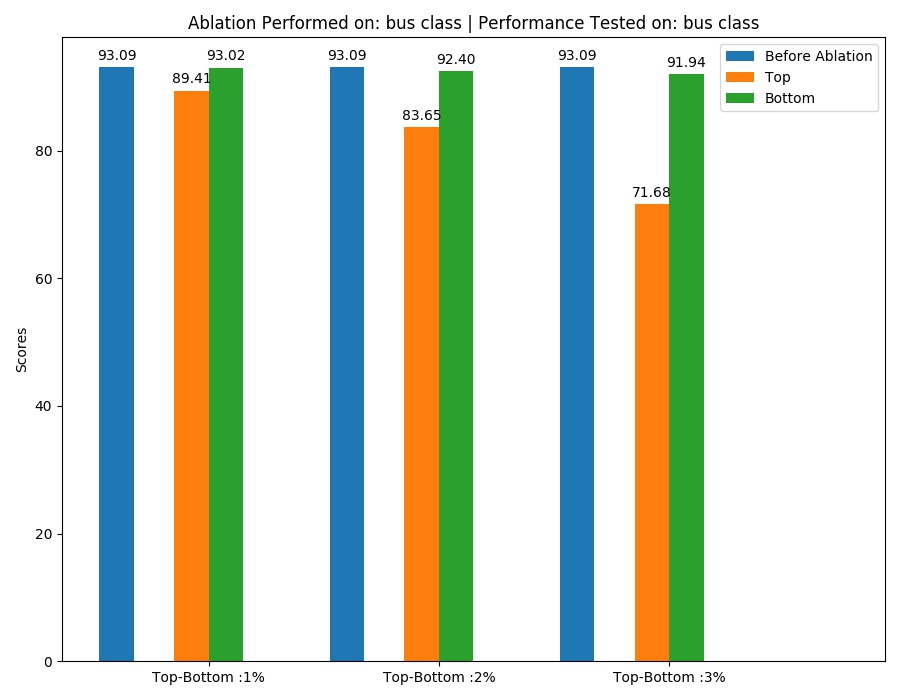 Ablation Performed on: bus class | Performance Tested on: bus class
93.09
89.41
93.02
93.09
83.65
92.40
93.09
71.68
91.94
Before Ablation
Top
Bottom
Scores
80
60
40
20
0
Top-Bottom :1%
Top-Bottom :2%
Top-Bottom :3%